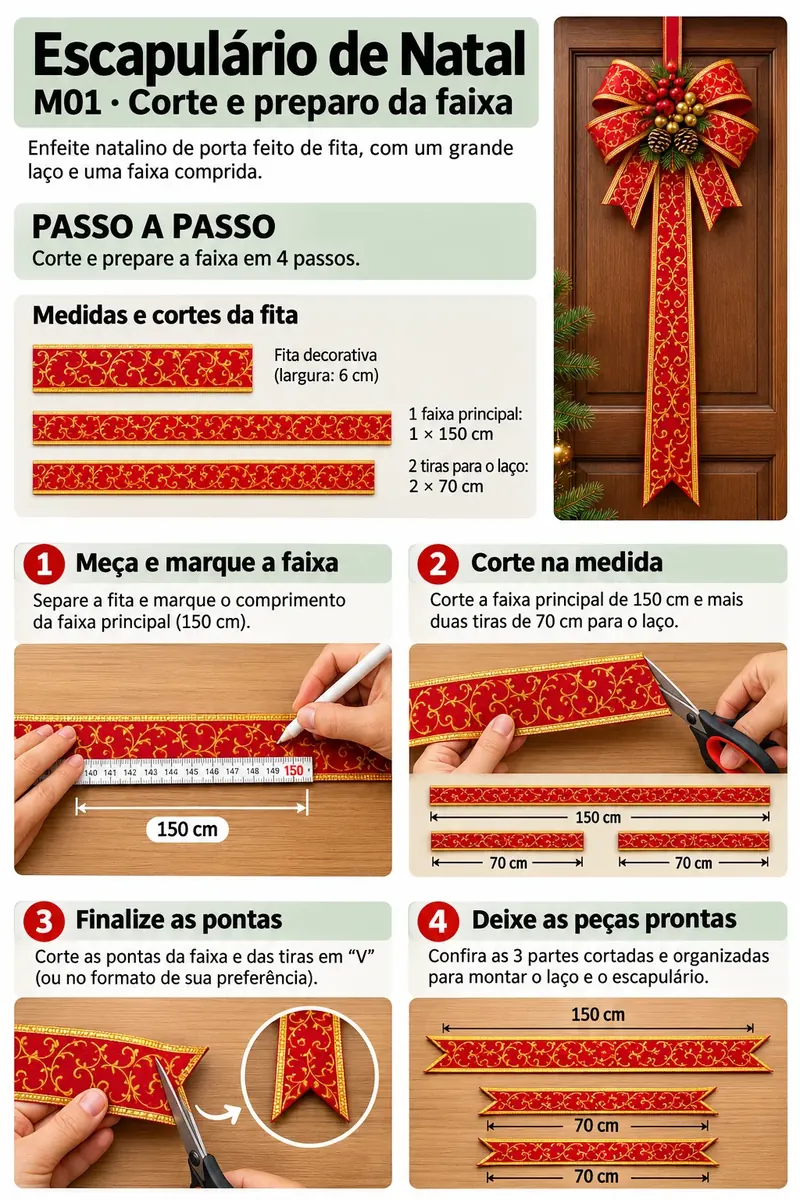 Escapulário de Natal
M01 · Corte e preparo da faixa
Enfeite natalino de porta feito de fita, com um grande
laço e uma faixa comprida.
PASSO A PASSO
Corte e prepare a faixa em 4 passos.
Medidas e cortes da fita
Fita decorativa
(largura: 6 cm)
1 faixa principal:
1 × 150 cm
2 tiras para o laço:
2 × 70 cm
1 Meça e marque a faixa
Separe a fita e marque o comprimento
da faixa principal (150 cm).
140 141 142 143 144 145 146 147 148 149 150
150 cm
2 Corte na medida
Corte a faixa principal de 150 cm e mais
duas tiras de 70 cm para o laço.
150 cm
70 cm 70 cm
3 Finalize as pontas
Corte as pontas da faixa e das tiras em “V”
(ou no formato de sua preferência).
4 Deixe as peças prontas
Confira as 3 partes cortadas e organizadas
para montar o laço e o escapulário.
150 cm
70 cm
70 cm